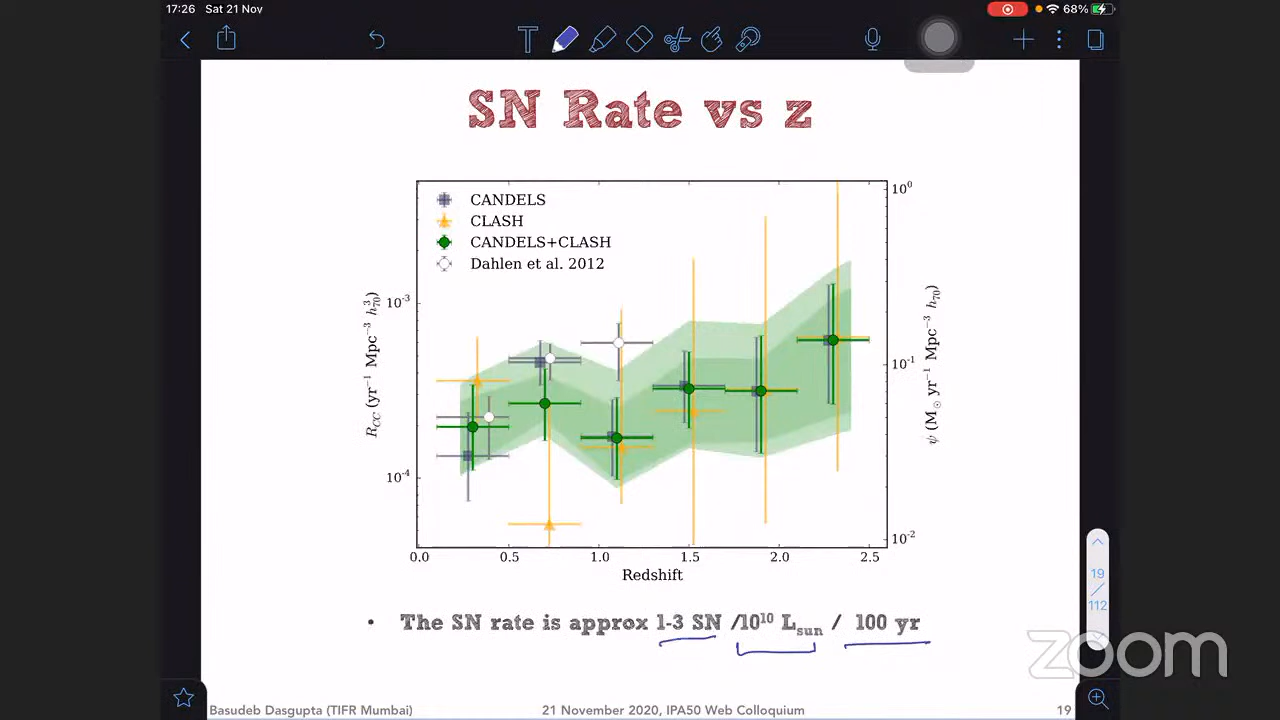 17:26 Sat 21 Nov
68%
SN Rate vs z
CANDELS
CLASH
CANDELS+CLASH
Dahlen et al. 2012
10⁻³
10⁻⁴
R_CC (yr⁻¹ Mpc⁻³ h³₇₀)
10⁰
10⁻¹
10⁻²
ψ (M⊙ yr⁻¹ Mpc⁻³ h₇₀)
0.0 0.5 1.0 1.5 2.0 2.5
Redshift
• The SN rate is approx 1-3 SN /10¹⁰ L_sun / 100 yr
19
/
112
zoom
Basudeb Dasgupta (TIFR Mumbai) 21 November 2020, IPA50 Web Colloquium 19